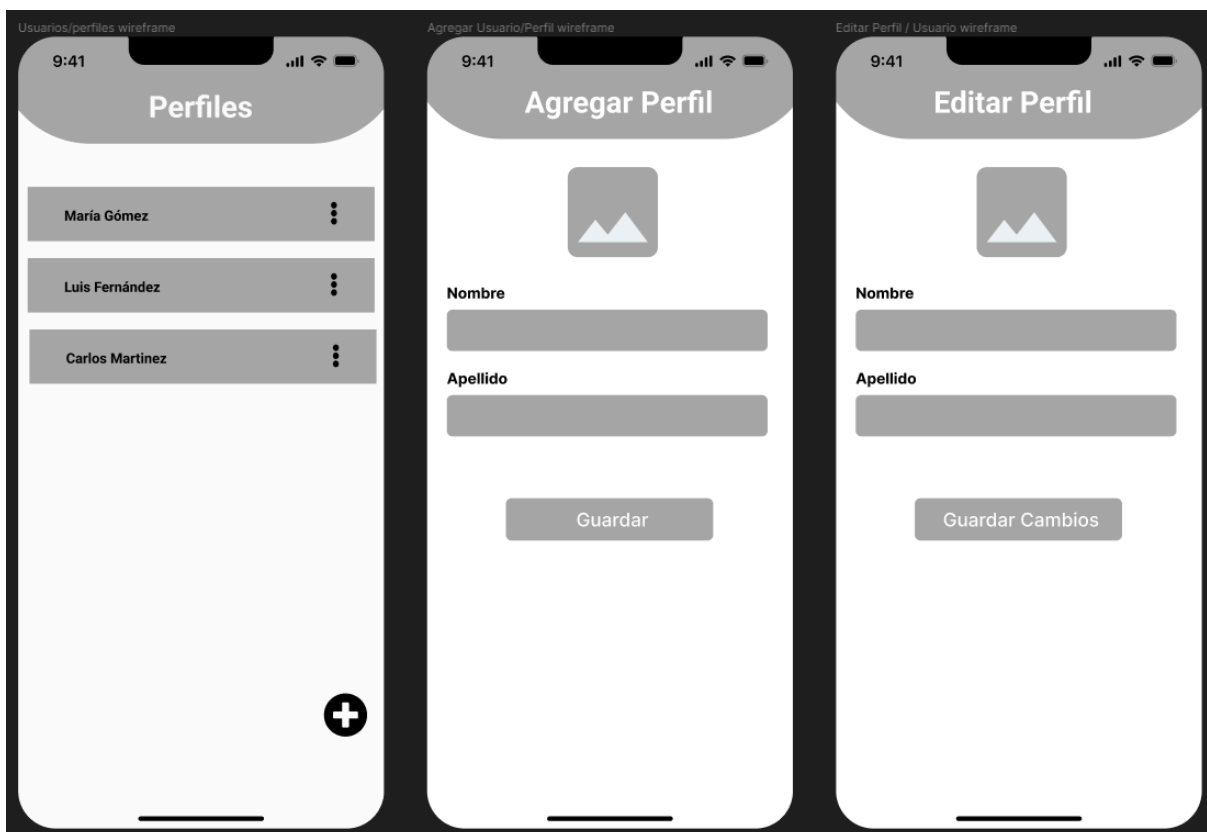 Usuarios/perfiles wireframe
9:41
Perfiles
María Gómez
Luis Fernández
Carlos Martinez
Agregar Usuario/Perfil wireframe
9:41
Agregar Perfil
Nombre
Apellido
Guardar
Editar Perfil / Usuario wireframe
9:41
Editar Perfil
Nombre
Apellido
Guardar Cambios